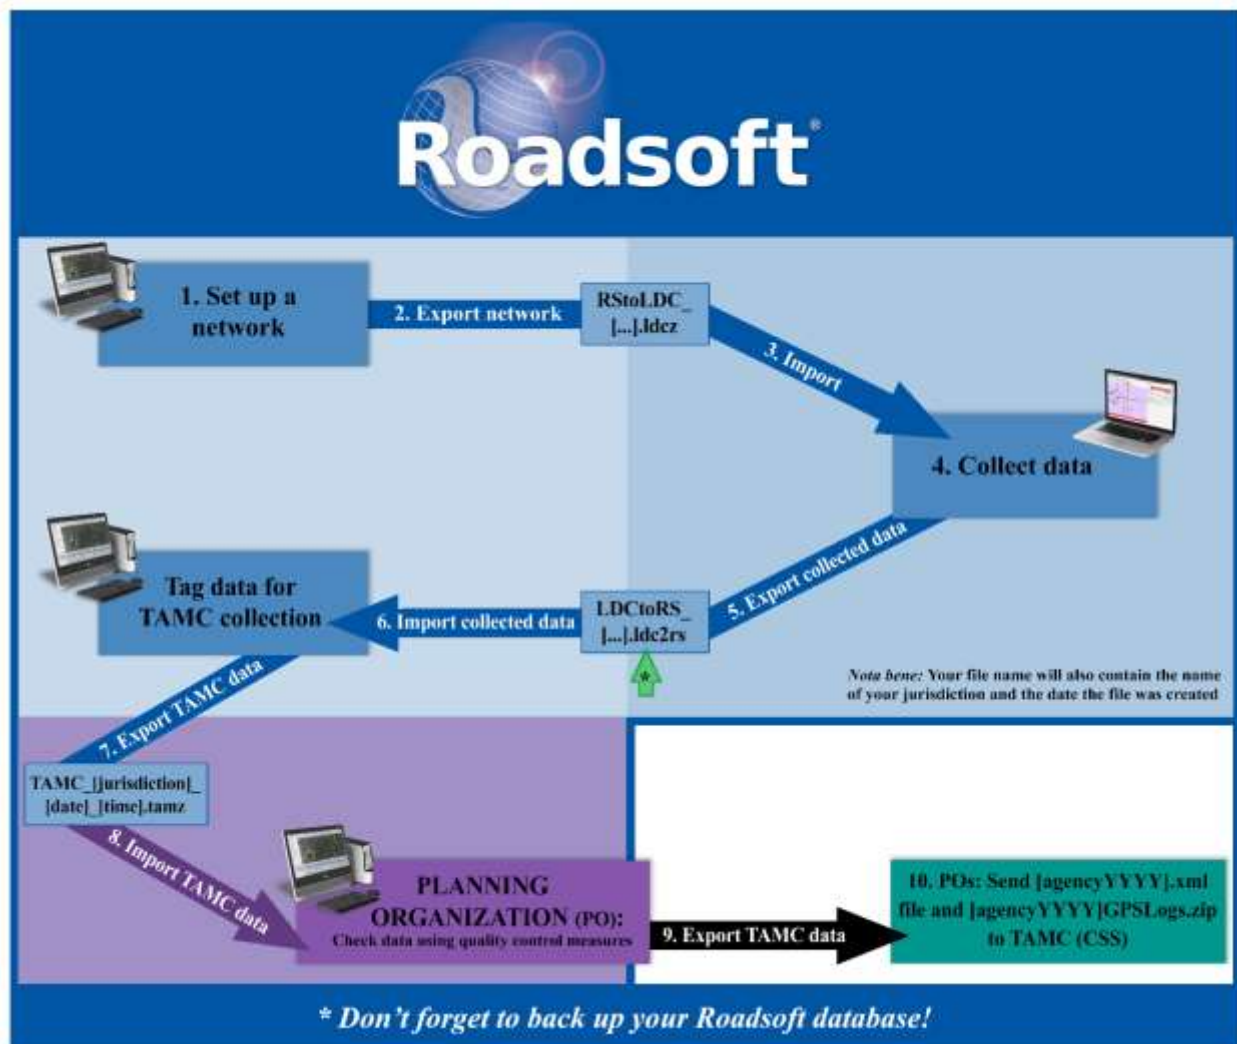 Roadsoft®
1. Set up a
network
2. Export network
RStoLDC_
[...].ldcz
3. Import
4. Collect data
5. Export collected data
LDCtoRS_
[...].ldc2rs
*
6. Import collected data
Tag data for
TAMC collection
Nota bene: Your file name will also contain the name
of your jurisdiction and the date the file was created
7. Export TAMC data
TAMC_[jurisdiction]_
[date]_[time].tamz
8. Import TAMC data
PLANNING
ORGANIZATION (PO):
Check data using quality control measures
9. Export TAMC data
10. POs: Send [agencyYYYY].xml
file and [agencyYYYY]GPSLogs.zip
to TAMC (CSS)
* Don't forget to back up your Roadsoft database!